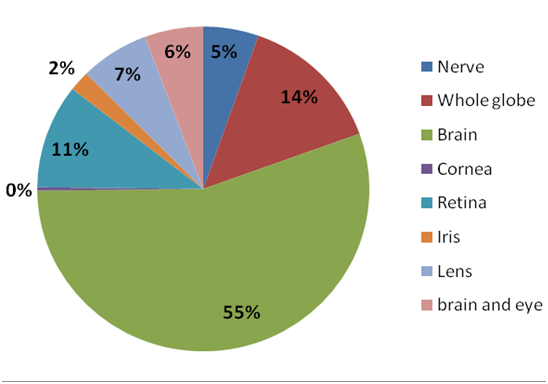 5%
14%
55%
0%
11%
2%
7%
6%
Nerve
Whole globe
Brain
Cornea
Retina
Iris
Lens
brain and eye